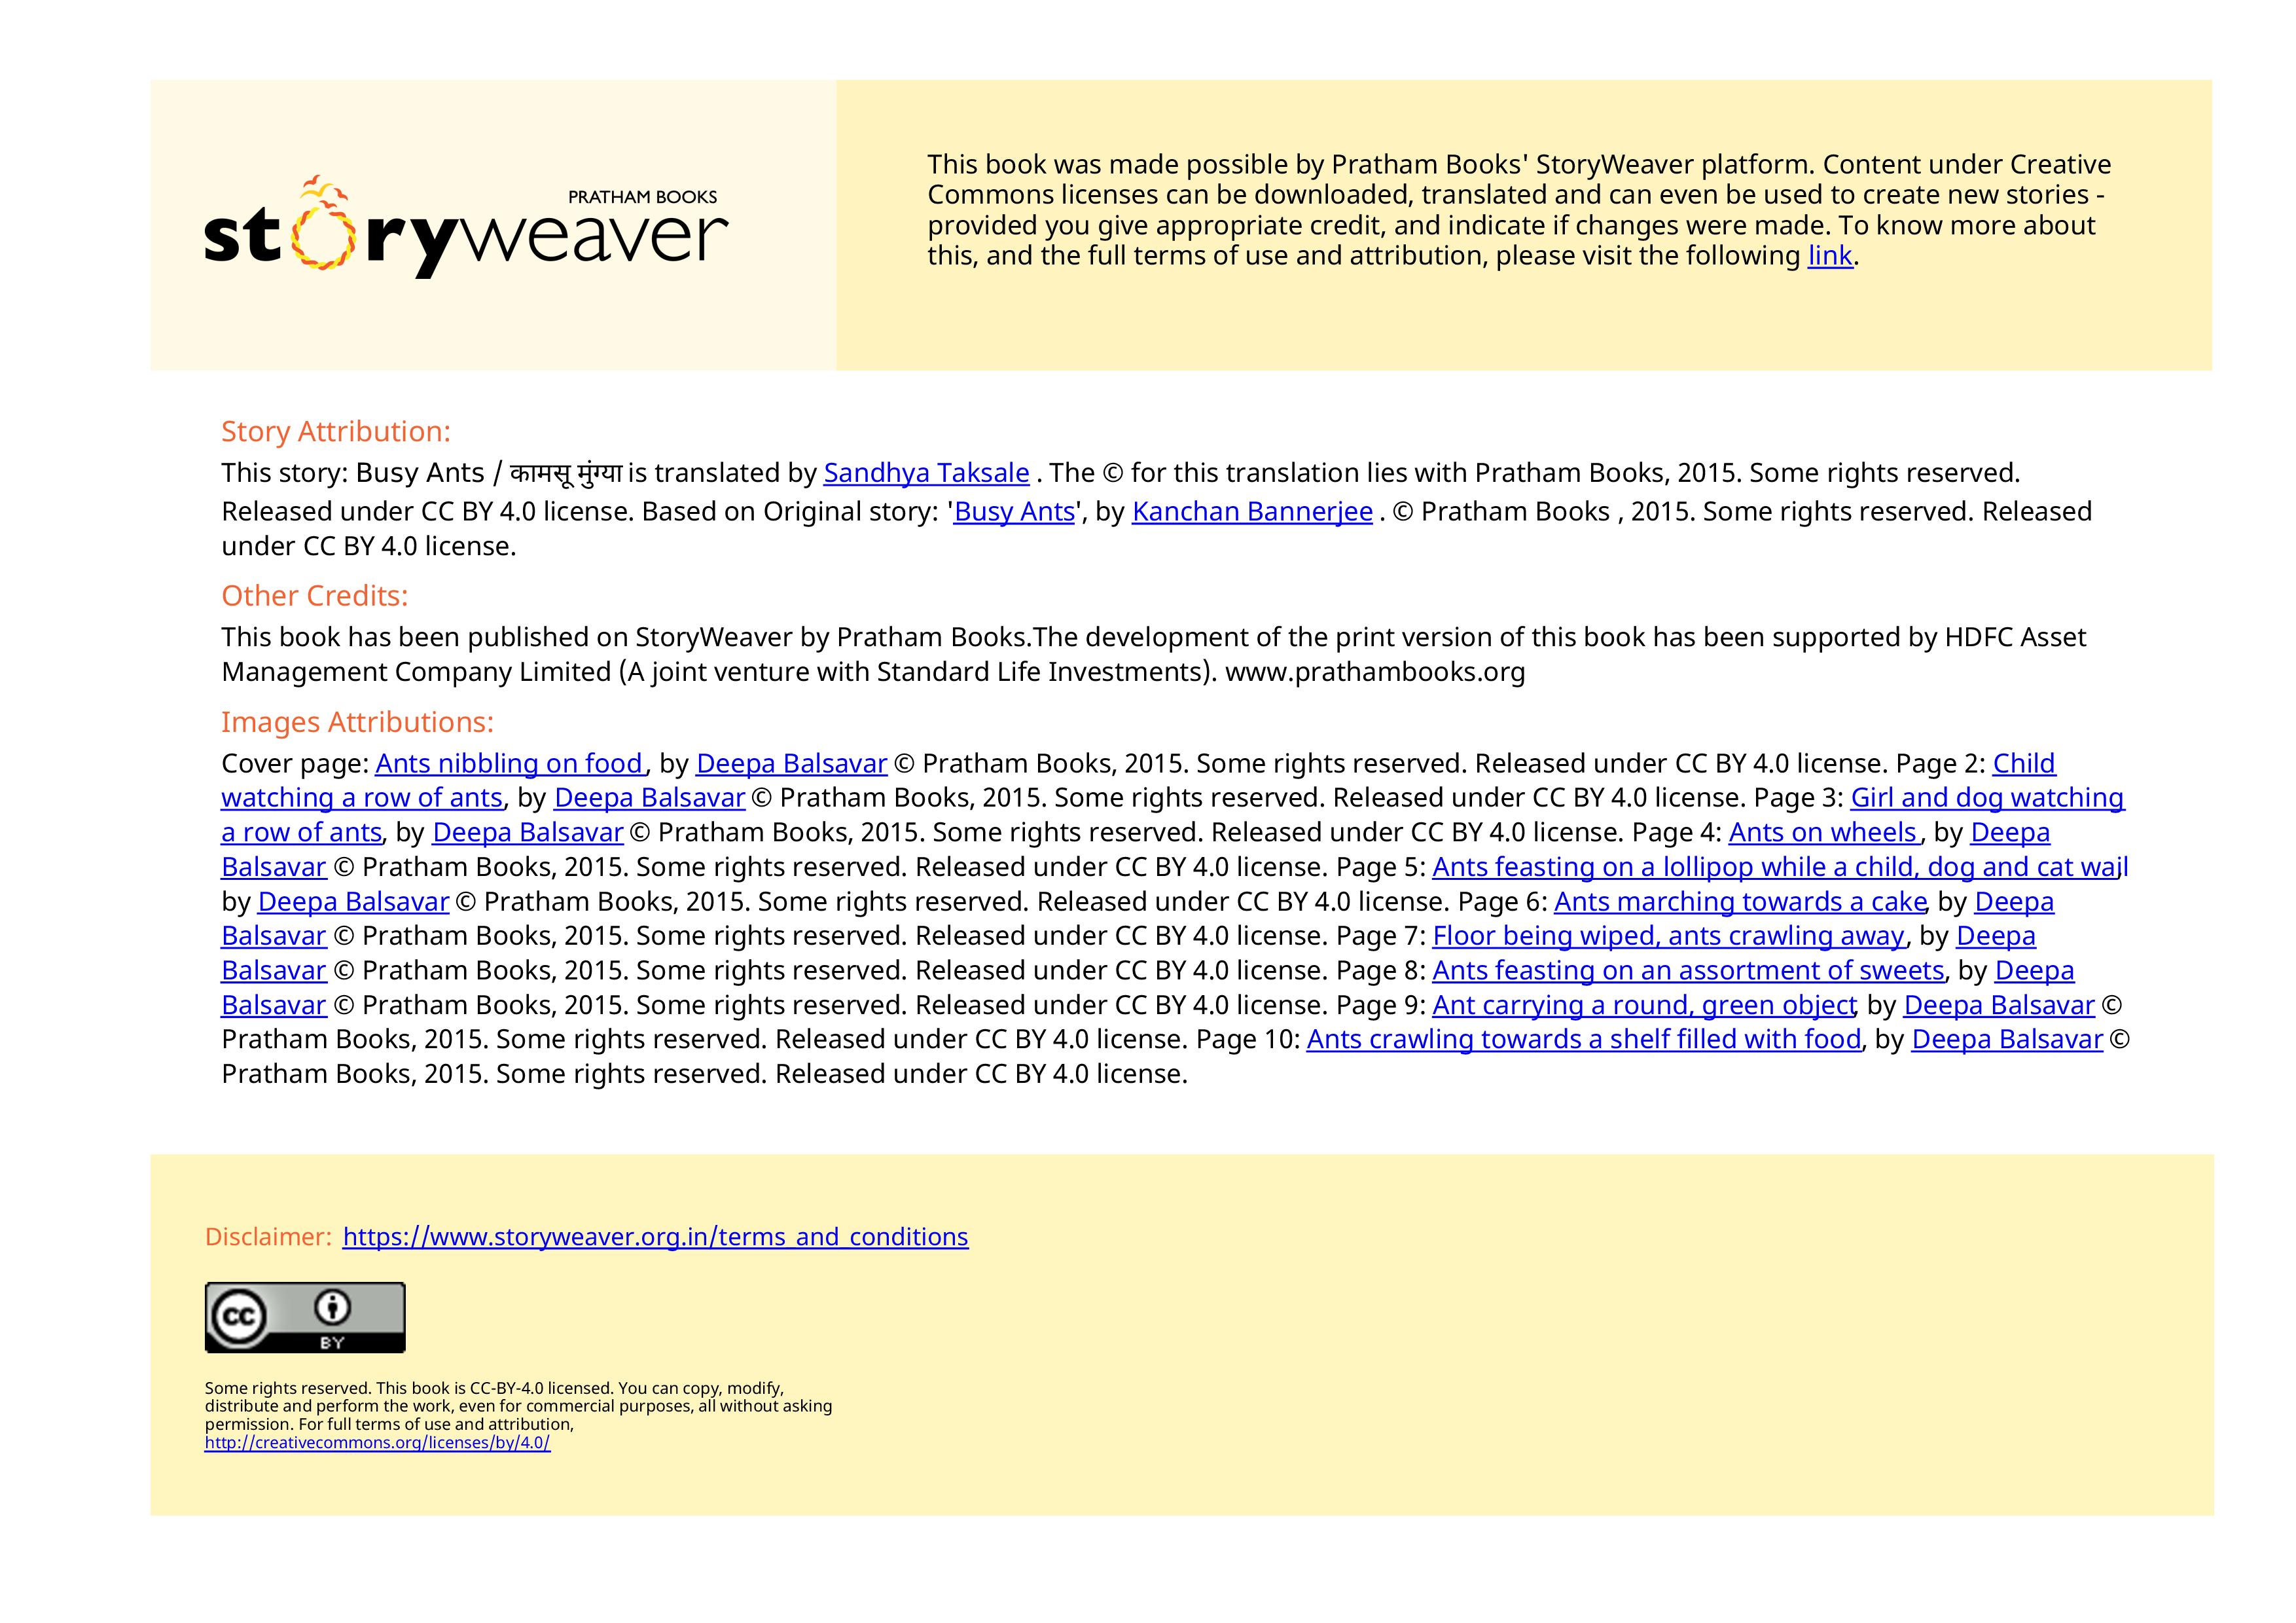 PRATHAM BOOKS
storyweaver
This book was made possible by Pratham Books' StoryWeaver platform. Content under Creative
Commons licenses can be downloaded, translated and can even be used to create new stories -
provided you give appropriate credit, and indicate if changes were made. To know more about
this, and the full terms of use and attribution, please visit the following link.
Story Attribution:
This story: Busy Ants / कामसू मुंग्या is translated by Sandhya Taksale . The © for this translation lies with Pratham Books, 2015. Some rights reserved.
Released under CC BY 4.0 license. Based on Original story: 'Busy Ants', by Kanchan Bannerjee . © Pratham Books , 2015. Some rights reserved. Released
under CC BY 4.0 license.
Other Credits:
This book has been published on StoryWeaver by Pratham Books.The development of the print version of this book has been supported by HDFC Asset
Management Company Limited (A joint venture with Standard Life Investments). www.prathambooks.org
Images Attributions:
Cover page: Ants nibbling on food, by Deepa Balsavar © Pratham Books, 2015. Some rights reserved. Released under CC BY 4.0 license. Page 2: Child
watching a row of ants, by Deepa Balsavar © Pratham Books, 2015. Some rights reserved. Released under CC BY 4.0 license. Page 3: Girl and dog watching
a row of ants, by Deepa Balsavar © Pratham Books, 2015. Some rights reserved. Released under CC BY 4.0 license. Page 4: Ants on wheels, by Deepa
Balsavar © Pratham Books, 2015. Some rights reserved. Released under CC BY 4.0 license. Page 5: Ants feasting on a lollipop while a child, dog and cat wail,
by Deepa Balsavar © Pratham Books, 2015. Some rights reserved. Released under CC BY 4.0 license. Page 6: Ants marching towards a cake, by Deepa
Balsavar © Pratham Books, 2015. Some rights reserved. Released under CC BY 4.0 license. Page 7: Floor being wiped, ants crawling away, by Deepa
Balsavar © Pratham Books, 2015. Some rights reserved. Released under CC BY 4.0 license. Page 8: Ants feasting on an assortment of sweets, by Deepa
Balsavar © Pratham Books, 2015. Some rights reserved. Released under CC BY 4.0 license. Page 9: Ant carrying a round, green object, by Deepa Balsavar ©
Pratham Books, 2015. Some rights reserved. Released under CC BY 4.0 license. Page 10: Ants crawling towards a shelf filled with food, by Deepa Balsavar ©
Pratham Books, 2015. Some rights reserved. Released under CC BY 4.0 license.
Disclaimer: https://www.storyweaver.org.in/terms_and_conditions
cc
BY
Some rights reserved. This book is CC-BY-4.0 licensed. You can copy, modify,
distribute and perform the work, even for commercial purposes, all without asking
permission. For full terms of use and attribution,
http://creativecommons.org/licenses/by/4.0/